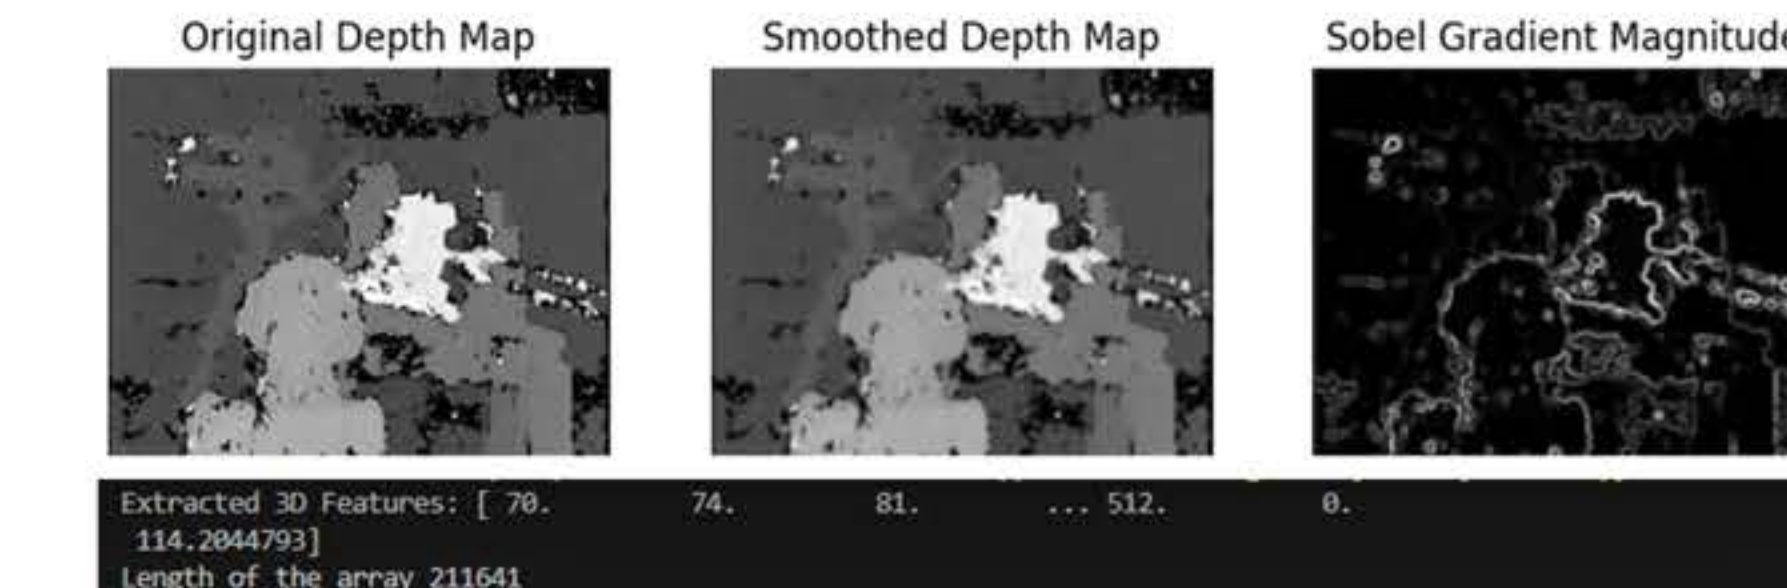 Original Depth Map
Smoothed Depth Map
Sobel Gradient Magnitude
Extracted 3D Features: [ 70. 74. 81. ... 512. 0.
114.2044793]
Length of the array 211641